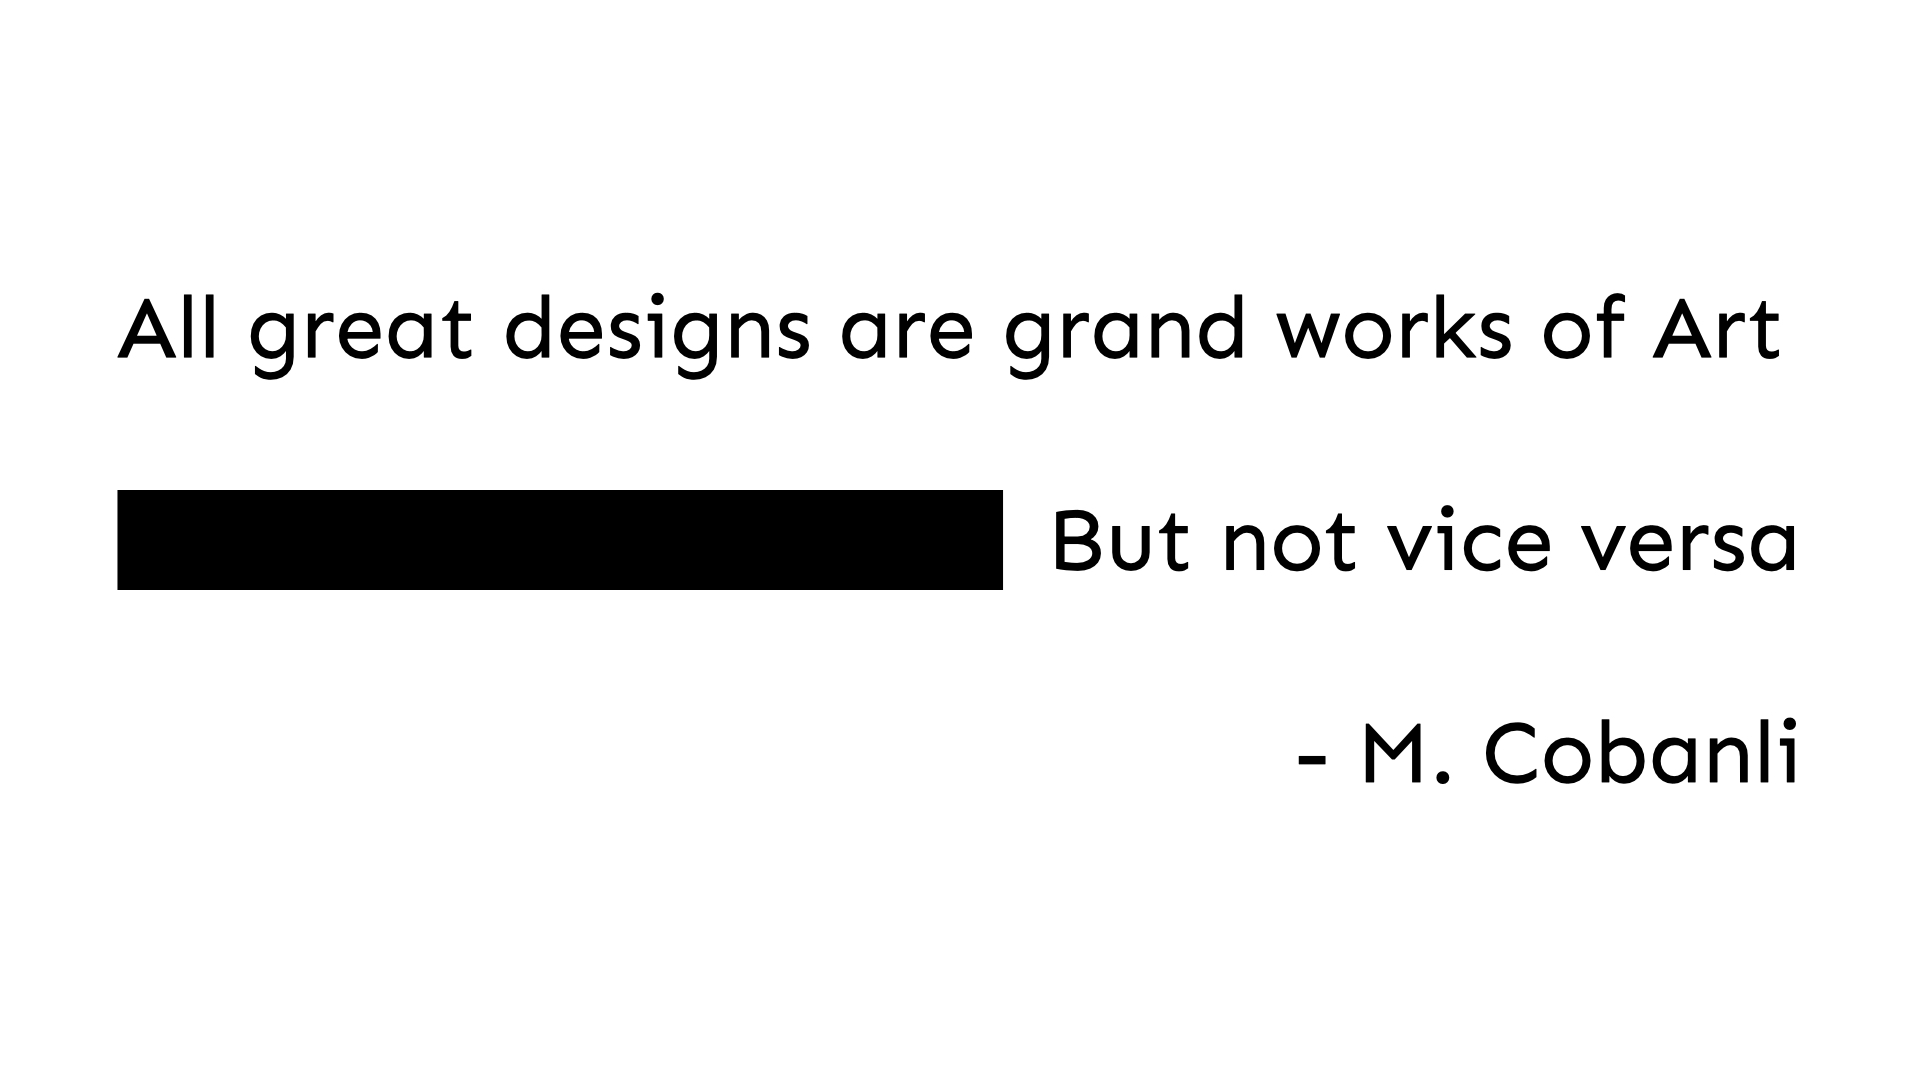 All great designs are grand works of Art
But not vice versa
- M. Cobanli